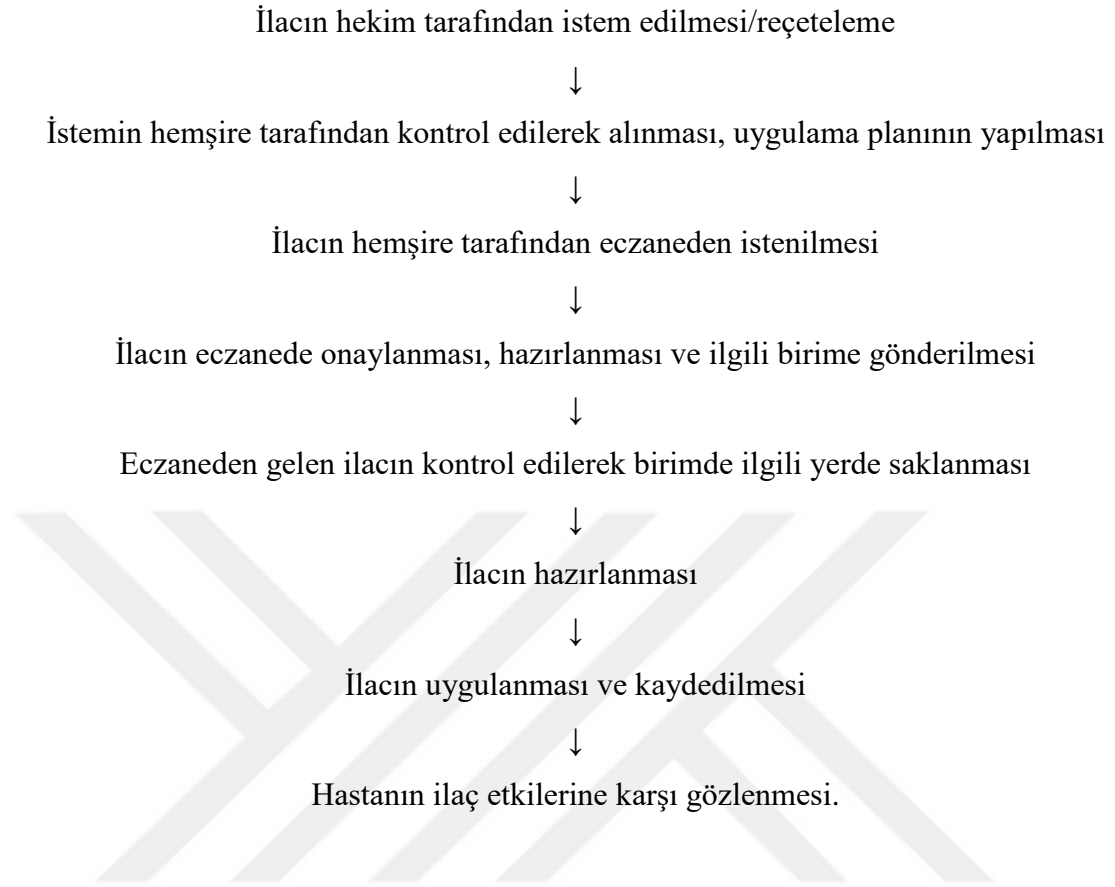 İlacın hekim tarafından istem edilmesi/reçeteleme
↓
İstemin hemşire tarafından kontrol edilerek alınması, uygulama planının yapılması
↓
İlacın hemşire tarafından eczaneden istenilmesi
↓
İlacın eczanede onaylanması, hazırlanması ve ilgili birime gönderilmesi
↓
Eczaneden gelen ilacın kontrol edilerek birimde ilgili yerde saklanması
↓
İlacın hazırlanması
↓
İlacın uygulanması ve kaydedilmesi
↓
Hastanın ilaç etkilerine karşı gözlenmesi.